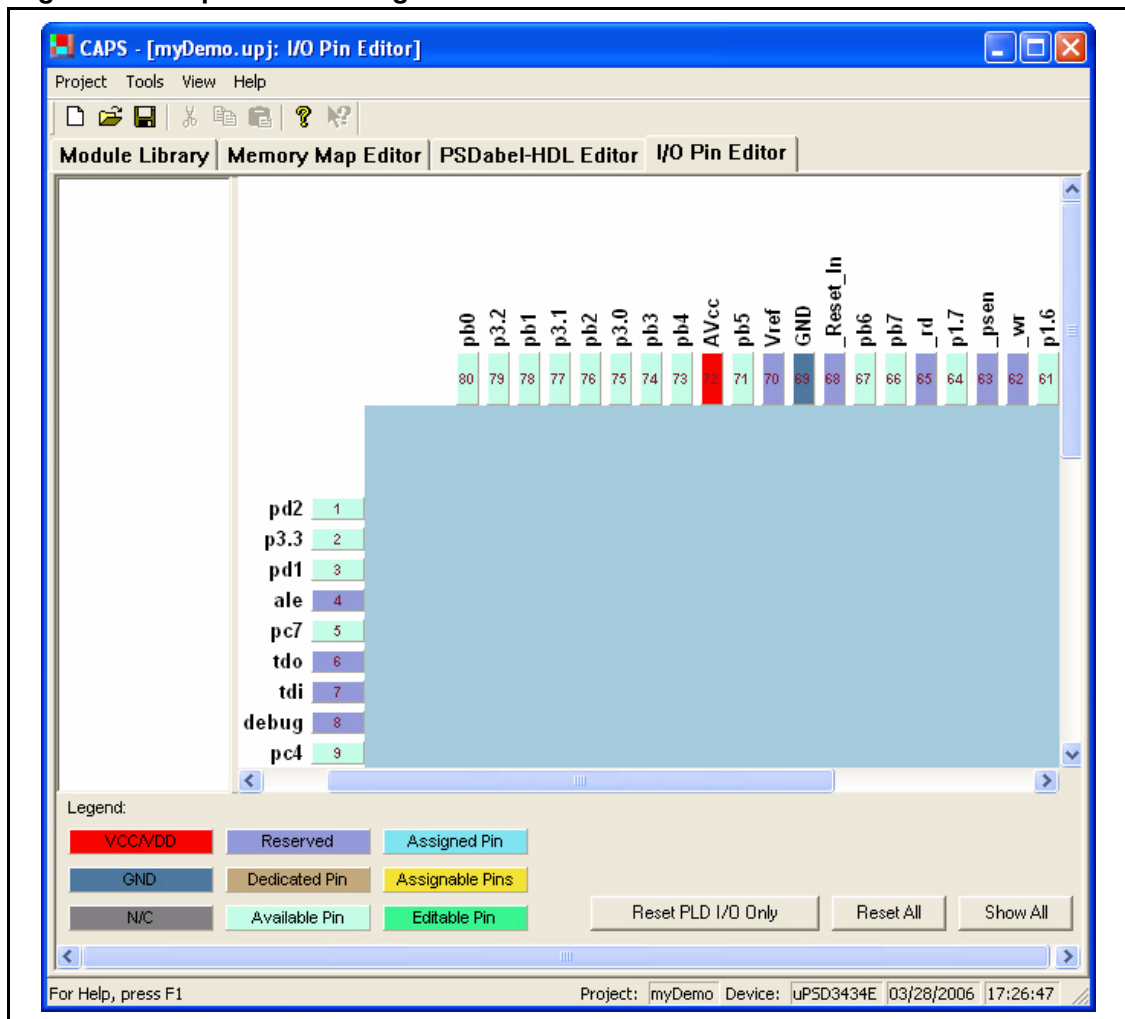 CAPS - [myDemo.upj: I/O Pin Editor]
Project Tools View Help
Module Library Memory Map Editor PSDabel-HDL Editor I/O Pin Editor
pb0 p3.2 pb1 p3.1 pb2 p3.0 pb3 pb4 AVcc pb5 Vref GND _Reset_In pb6 pb7 _rd p1.7 _psen _wr p1.6
80 79 78 77 76 75 74 73 72 71 70 69 68 67 66 65 64 63 62 61
pd2 1
p3.3 2
pd1 3
ale 4
pc7 5
tdo 6
tdi 7
debug 8
pc4 9
Legend:
VCC/VDD Reserved Assigned Pin
GND Dedicated Pin Assignable Pins
N/C Available Pin Editable Pin
Reset PLD I/O Only Reset All Show All
For Help, press F1 Project: myDemo Device: uPSD3434E 03/28/2006 17:26:47